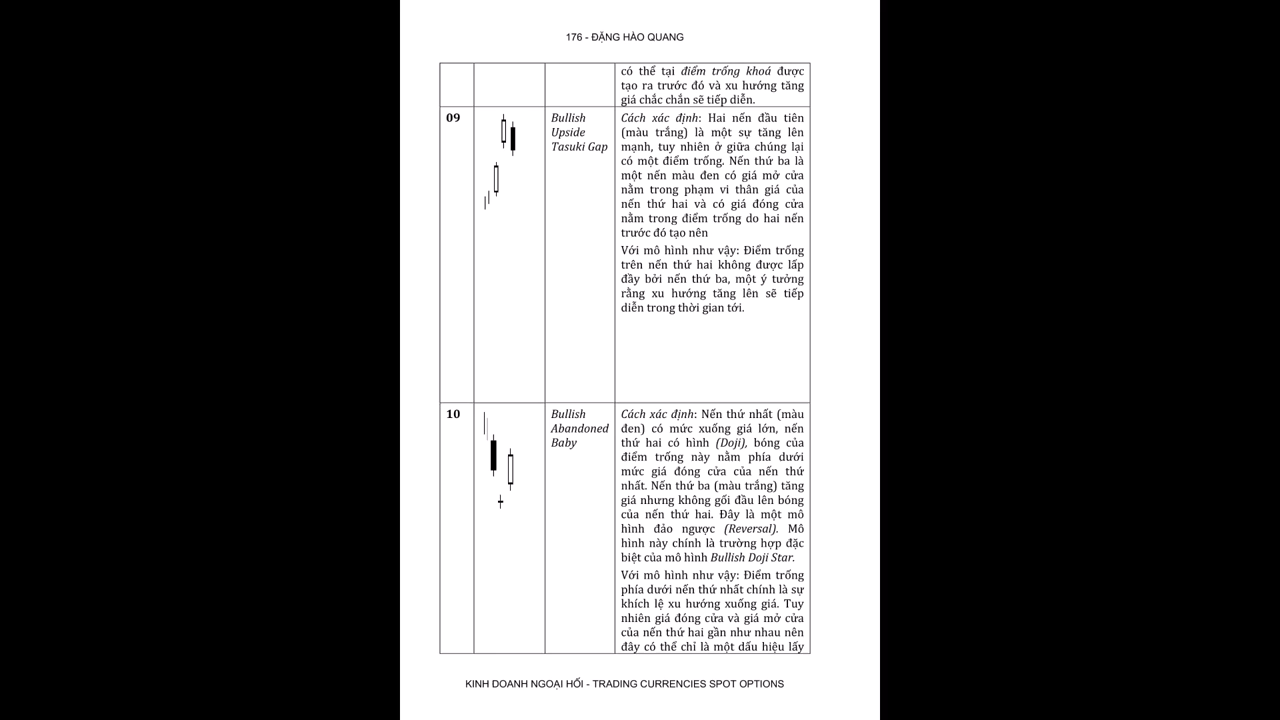 176 - ĐẶNG HÀO QUANG
có thể tại điểm trống khoá được
tạo ra trước đó và xu hướng tăng
giá chắc chắn sẽ tiếp diễn.
09
Bullish
Upside
Tasuki Gap
Cách xác định: Hai nến đầu tiên
(màu trắng) là một sự tăng lên
mạnh, tuy nhiên ở giữa chúng lại
có một điểm trống. Nến thứ ba là
một nến màu đen có giá mở cửa
nằm trong phạm vi thân giá của
nến thứ hai và có giá đóng cửa
nằm trong điểm trống do hai nến
trước đó tạo nên
Với mô hình như vậy: Điểm trống
trên nến thứ hai không được lấp
đầy bởi nến thứ ba, một ý tưởng
rằng xu hướng tăng lên sẽ tiếp
diễn trong thời gian tới.
10
Bullish
Abandoned
Baby
Cách xác định: Nến thứ nhất (màu
đen) có mức xuống giá lớn, nến
thứ hai có hình (Doji), bóng của
điểm trống này nằm phía dưới
mức giá đóng cửa của nến thứ
nhất. Nến thứ ba (màu trắng) tăng
giá nhưng không gối đầu lên bóng
của nến thứ hai. Đây là một mô
hình đảo ngược (Reversal). Mô
hình này chính là trường hợp đặc
biệt của mô hình Bullish Doji Star.
Với mô hình như vậy: Điểm trống
phía dưới nến thứ nhất chính là sự
khích lệ xu hướng xuống giá. Tuy
nhiên giá đóng cửa và giá mở cửa
của nến thứ hai gần như nhau nên
đây có thể chỉ là một dấu hiệu lấy
KINH DOANH NGOẠI HỐI - TRADING CURRENCIES SPOT OPTIONS